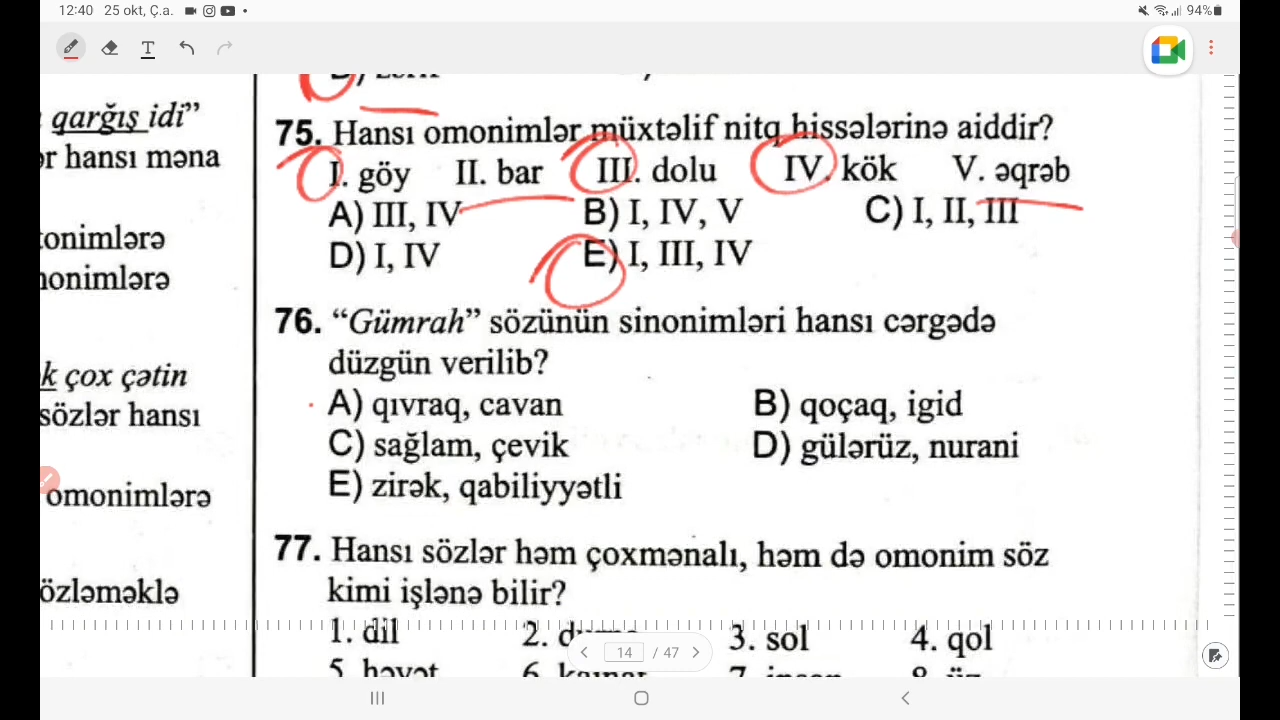 12:40 25 okt, Ç.a. 94%
T
qarğış idi”
ər hansı məna
onimlərə
onimlərə
k çox çətin
sözlər hansı
omonimlərə
özləməklə
75. Hansı omonimlər müxtəlif nitq hissələrinə aiddir?
I. göy II. bar III. dolu IV. kök V. əqrəb
A) III, IV B) I, IV, V C) I, II, III
D) I, IV E) I, III, IV
76. “Gümrah” sözünün sinonimləri hansı cərgədə
düzgün verilib?
A) qıvraq, cavan B) qoçaq, igid
C) sağlam, çevik D) gülərüz, nurani
E) zirək, qabiliyyətli
77. Hansı sözlər həm çoxmənalı, həm də omonim söz
kimi işlənə bilir?
1. dil 2. 3. sol 4. qol
14 / 47